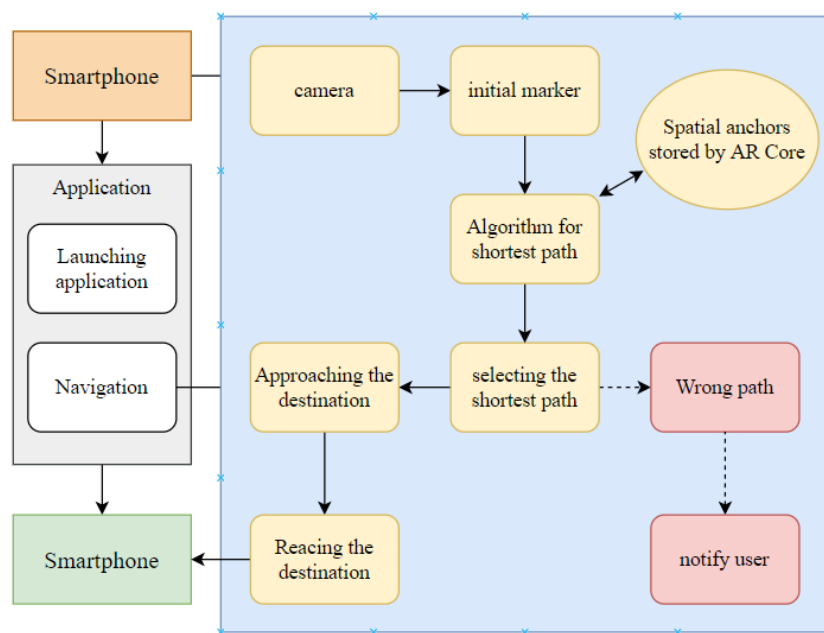 Smartphone
camera
initial marker
Spatial anchors
stored by AR Core
Application
Launching
application
Algorithm for
shortest path
Navigation
Approaching the
destination
selecting the
shortest path
Wrong path
Smartphone
Reacing the
destination
notify user